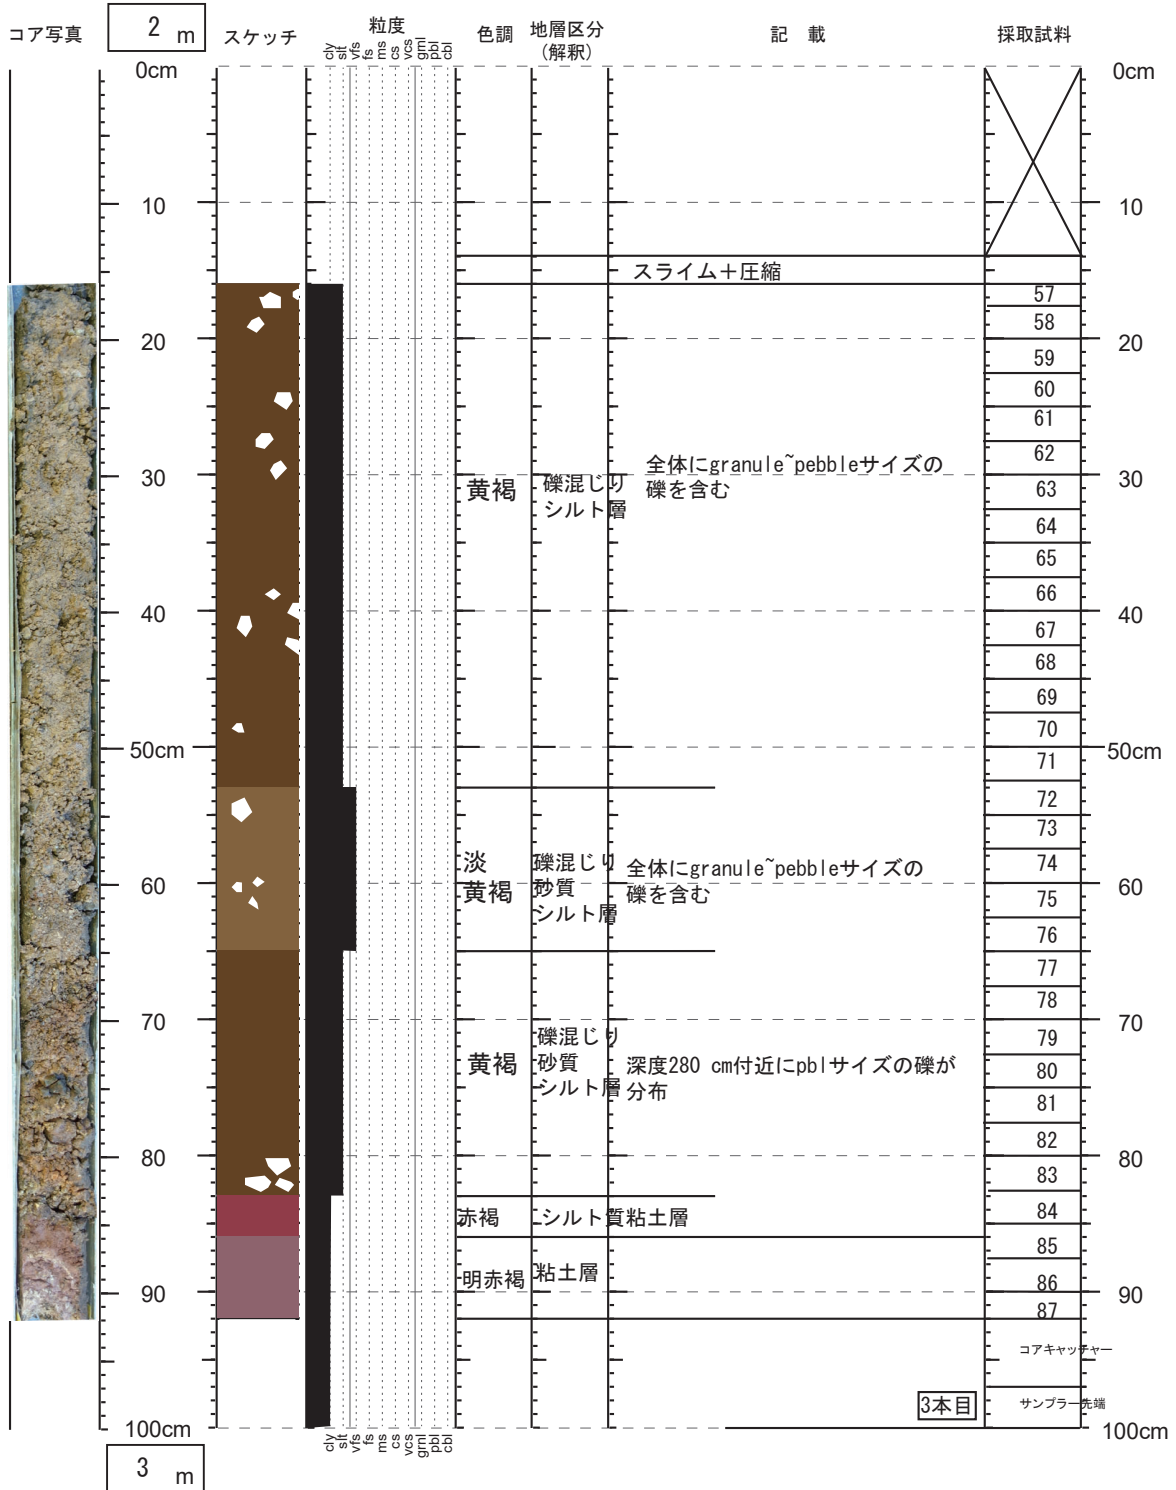 コア写真
2 m
スケッチ
粒度
cly
slt
vfs
fs
ms
cs
vcs
grnl
pbl
cbl
色調
地層区分
(解釈)
記 載
採取試料
0cm
0cm
10
10
スライム＋圧縮
57
58
20
20
59
60
61
62
全体にgranule~pebbleサイズの
礫を含む
30
黄褐
礫混じり
シルト層
63
30
64
65
66
40
40
67
68
69
70
50cm
50cm
71
72
73
淡
黄褐
礫混じり
砂質
シルト層
全体にgranule~pebbleサイズの
礫を含む
74
60
60
75
76
77
78
70
70
黄褐
礫混じり
砂質
シルト層
深度280 cm付近にpblサイズの礫が
分布
79
80
81
82
80
80
83
赤褐
シルト質粘土層
84
85
明赤褐
粘土層
86
90
90
87
コアキャッチャー
3本目
サンプラー先端
100cm
100cm
cly
slt
vfs
fs
ms
cs
vcs
grnl
pbl
cbl
3 m